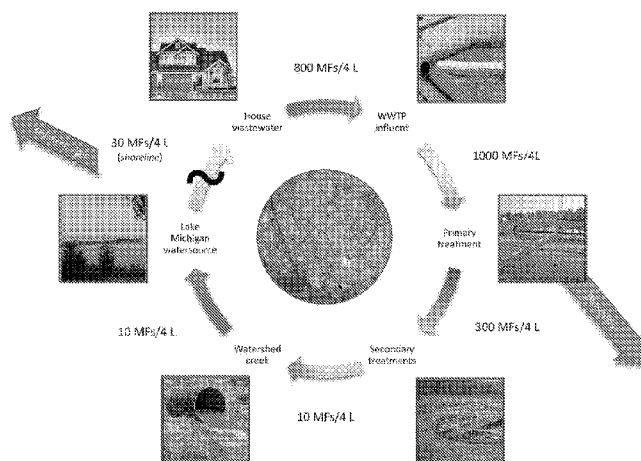 800 MFs/4 L
House
wastewater
WWTP
influent
30 MFs/4 L
(shoreline)
1000 MFs/4L
Lake
Michigan
watersource
Primary
treatment
10 MFs/4 L
300 MFs/4 L
Watershed
creek
Secondary
treatments
10 MFs/4 L